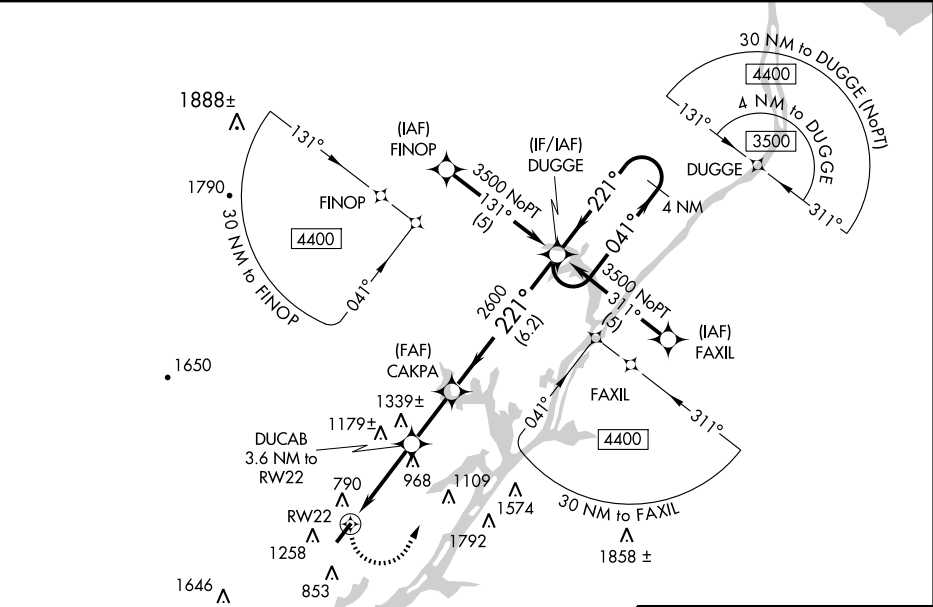 30 NM to DUGGE (NoPT)
4400
4 NM to DUGGE
3500
131°
DUGGE
311°
1888±
131°
(IAF)
FINOP
(IF/IAF)
DUGGE
3500 NoPT
131°
(5)
221°
041°
4 NM
1790
FINOP
4400
30 NM to FINOP
041°
3500 NoPT
311°
(5)
(IAF)
FAXIL
2600
221°
(6.2)
1650
(FAF)
CAKPA
1339±
1179±
DUCAB
3.6 NM to
RW22
968
FAXIL
041°
311°
4400
30 NM to FAXIL
790
1109
1574
RW22
1258
1792
1858 ±
1646
853